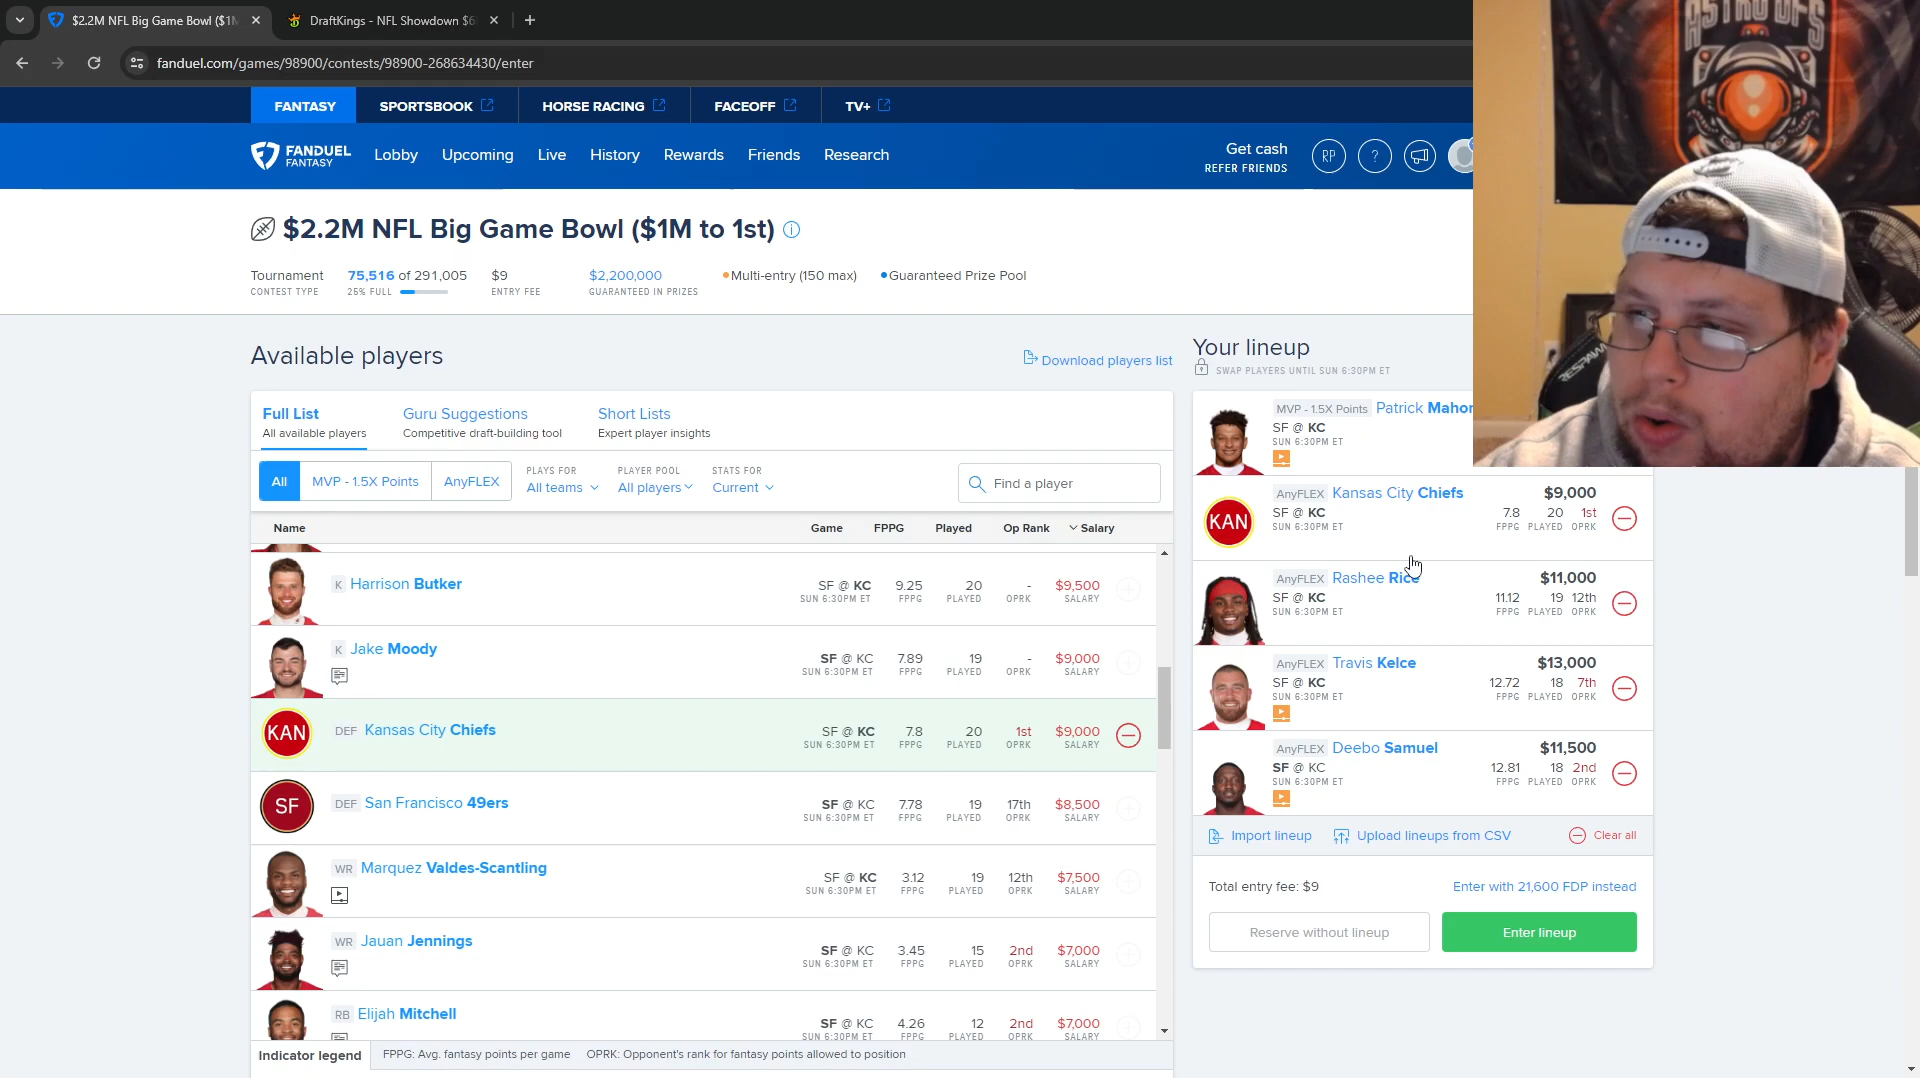 $2.2M NFL Big Game Bowl ($1M
DraftKings - NFL Showdown $6
fanduel.com/games/98900/contests/98900-268634430/enter
FANTASY SPORTSBOOK HORSE RACING FACEOFF TV+
FANDUEL FANTASY Lobby Upcoming Live History Rewards Friends Research
Get cash
REFER FRIENDS
RP ?
ASTRO DFS
$2.2M NFL Big Game Bowl ($1M to 1st)
Tournament 75,516 of 291,005 $9 $2,200,000 Multi-entry (150 max) Guaranteed Prize Pool
CONTEST TYPE 25% FULL ENTRY FEE GUARANTEED IN PRIZES
RESPAWN
Available players
Download players list
Full List Guru Suggestions Short Lists
All available players Competitive draft-building tool Expert player insights
All MVP - 1.5X Points AnyFLEX
PLAYS FOR PLAYER POOL STATS FOR
All teams All players Current
Find a player
Name Game FPPG Played Op Rank Salary
K Harrison Butker SF @ KC 9.25 20 - $9,500
SUN 6:30PM ET FPPG PLAYED OPRK SALARY
K Jake Moody SF @ KC 7.89 19 - $9,000
SUN 6:30PM ET FPPG PLAYED OPRK SALARY
KAN DEF Kansas City Chiefs SF @ KC 7.8 20 1st $9,000
SUN 6:30PM ET FPPG PLAYED OPRK SALARY
SF DEF San Francisco 49ers SF @ KC 7.78 19 17th $8,500
SUN 6:30PM ET FPPG PLAYED OPRK SALARY
WR Marquez Valdes-Scantling SF @ KC 3.12 19 12th $7,500
SUN 6:30PM ET FPPG PLAYED OPRK SALARY
WR Jauan Jennings SF @ KC 3.45 15 2nd $7,000
SUN 6:30PM ET FPPG PLAYED OPRK SALARY
RB Elijah Mitchell SF @ KC 4.26 12 2nd $7,000
SUN 6:30PM ET FPPG PLAYED OPRK SALARY
Indicator legend FPPG: Avg. fantasy points per game OPRK: Opponent's rank for fantasy points allowed to position
Your lineup
SWAP PLAYERS UNTIL SUN 6:30PM ET
MVP - 1.5X Points Patrick Mahor
SF @ KC
SUN 6:30PM ET
KAN
AnyFLEX Kansas City Chiefs $9,000
SF @ KC 7.8 20 1st
SUN 6:30PM ET FPPG PLAYED OPRK
AnyFLEX Rashee Rice $11,000
SF @ KC 11.12 19 12th
SUN 6:30PM ET FPPG PLAYED OPRK
AnyFLEX Travis Kelce $13,000
SF @ KC 12.72 18 7th
SUN 6:30PM ET FPPG PLAYED OPRK
AnyFLEX Deebo Samuel $11,500
SF @ KC 12.81 18 2nd
SUN 6:30PM ET FPPG PLAYED OPRK
Import lineup Upload lineups from CSV Clear all
Total entry fee: $9 Enter with 21,600 FDP instead
Reserve without lineup Enter lineup